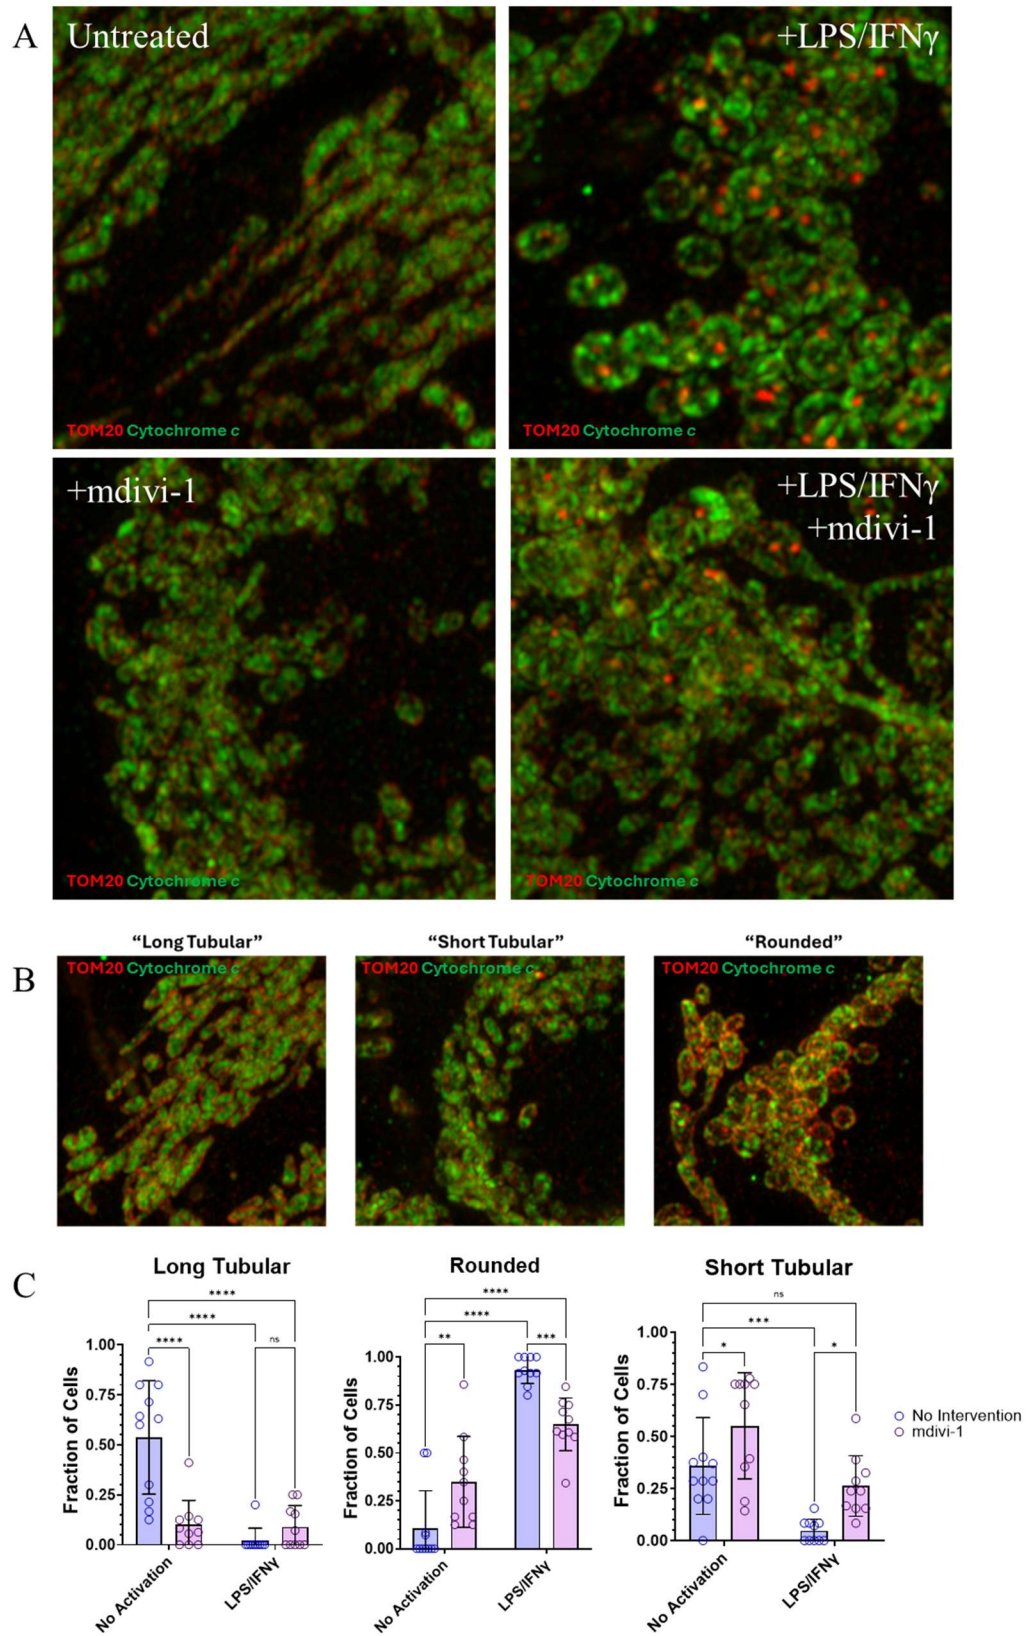 A
Untreated
+LPS/IFNγ
TOM20 Cytochrome c
TOM20 Cytochrome c
+mdivi-1
+LPS/IFNγ
+mdivi-1
TOM20 Cytochrome c
TOM20 Cytochrome c
B
“Long Tubular”
“Short Tubular”
“Rounded”
TOM20 Cytochrome c
TOM20 Cytochrome c
TOM20 Cytochrome c
C
Long Tubular
****
****
****
ns
Fraction of Cells
1.00
0.75
0.50
0.25
0.00
No Activation
LPS/IFNγ
Rounded
****
****
**
***
Fraction of Cells
1.00
0.75
0.50
0.25
0.00
No Activation
LPS/IFNγ
Short Tubular
ns
***
*
*
Fraction of Cells
1.00
0.75
0.50
0.25
0.00
No Activation
LPS/IFNγ
No Intervention
mdivi-1